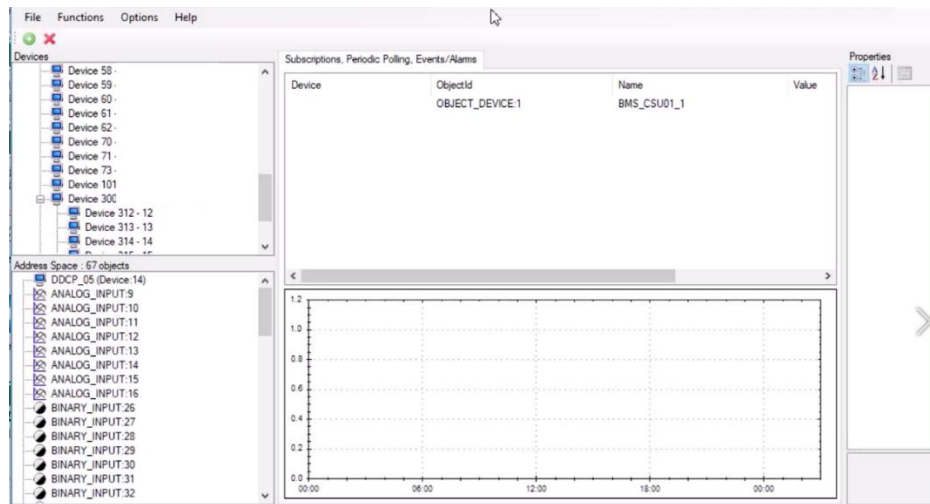 File Functions Options Help
Devices
Device 58 -
Device 59 -
Device 60 -
Device 61 -
Device 62 -
Device 70 -
Device 71 -
Device 73 -
Device 101
Device 300
Device 312 - 12
Device 313 - 13
Device 314 - 14
Address Space : 67 objects
DDCP_05 (Device:14)
ANALOG_INPUT:9
ANALOG_INPUT:10
ANALOG_INPUT:11
ANALOG_INPUT:12
ANALOG_INPUT:13
ANALOG_INPUT:14
ANALOG_INPUT:15
ANALOG_INPUT:16
BINARY_INPUT:26
BINARY_INPUT:27
BINARY_INPUT:28
BINARY_INPUT:29
BINARY_INPUT:30
BINARY_INPUT:31
BINARY_INPUT:32
Subscriptions, Periodic Polling, Events/Alarms
Device ObjectId Name Value
OBJECT_DEVICE:1 BMS_CSU01_1
1.2
1.0
0.8
0.6
0.4
0.2
0.0
00:00 06:00 12:00 18:00 00:00
Properties